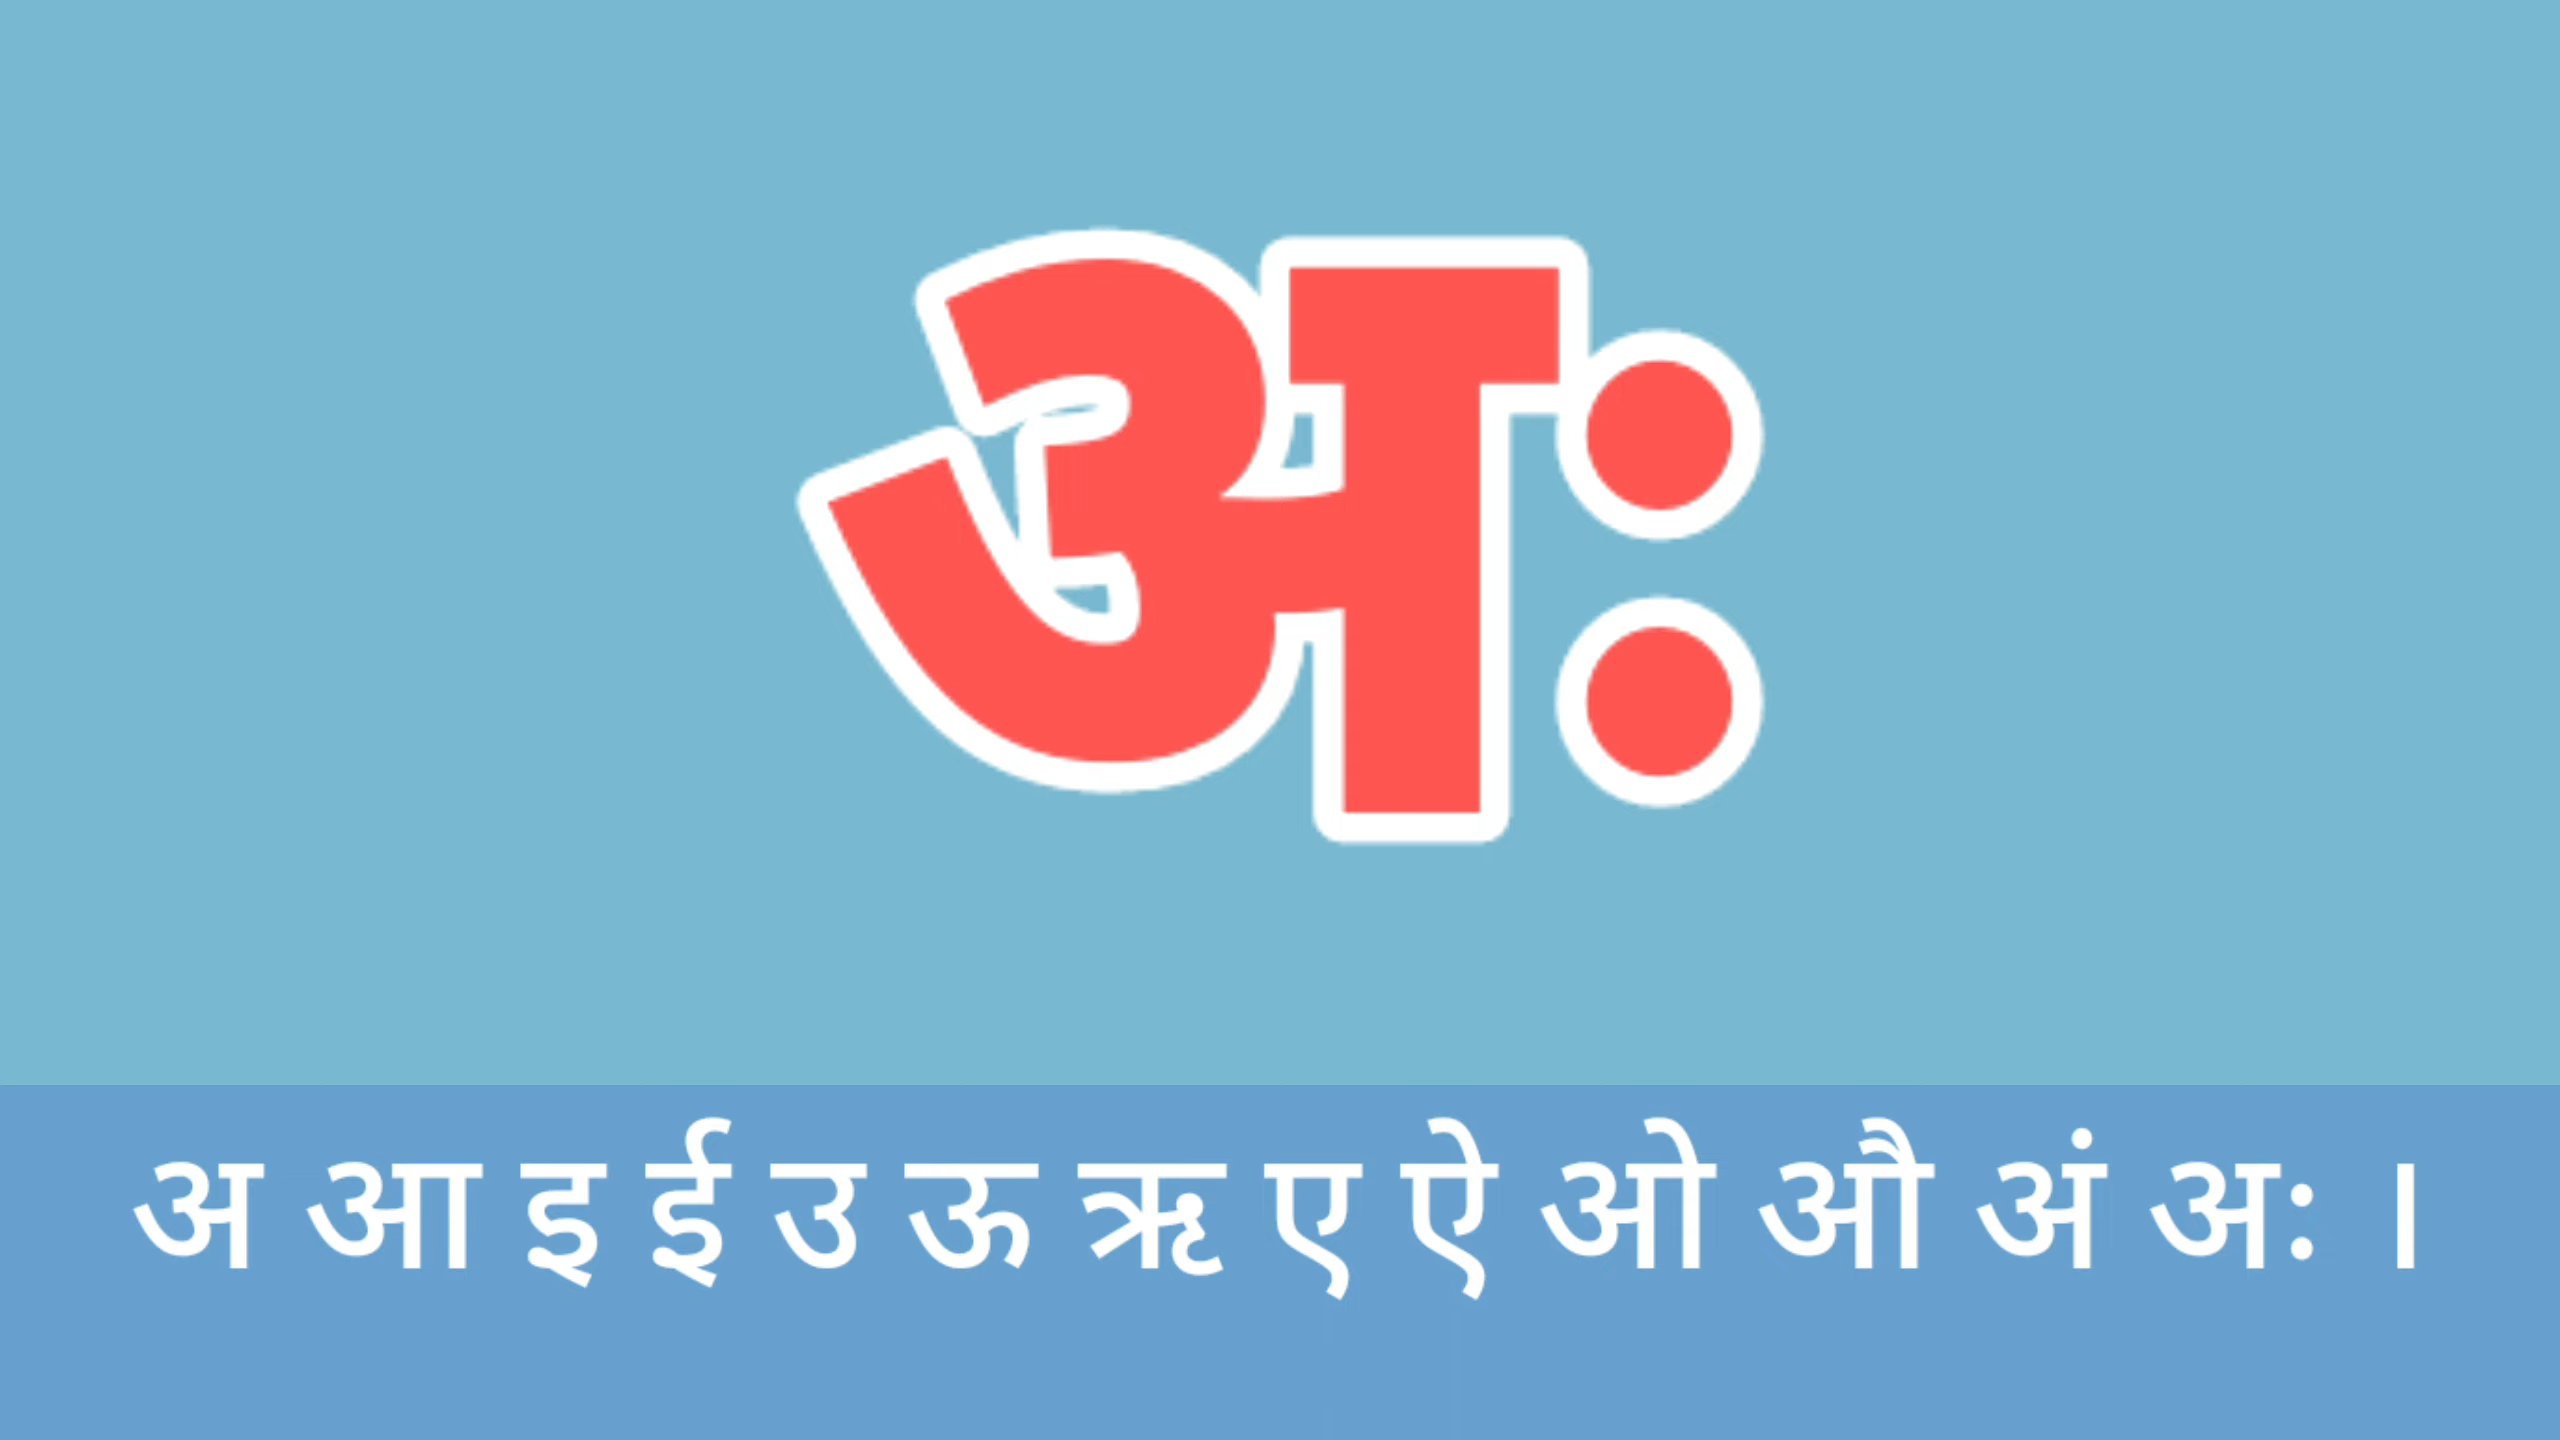 अः
अ आ इ ई उ ऊ ऋ ए ऐ ओ औ अं अः ।